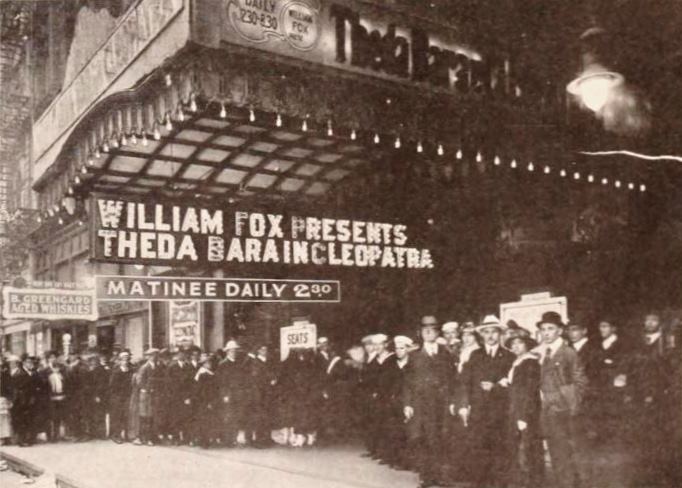 DAILY
2:30-8:30
WILLIAM
FOX
Theda Bara
WILLIAM FOX PRESENTS
THEDA BARA IN CLEOPATRA
MATINEE DAILY 2 30
B. GREENGARD
AGED WHISKIES
SEATS